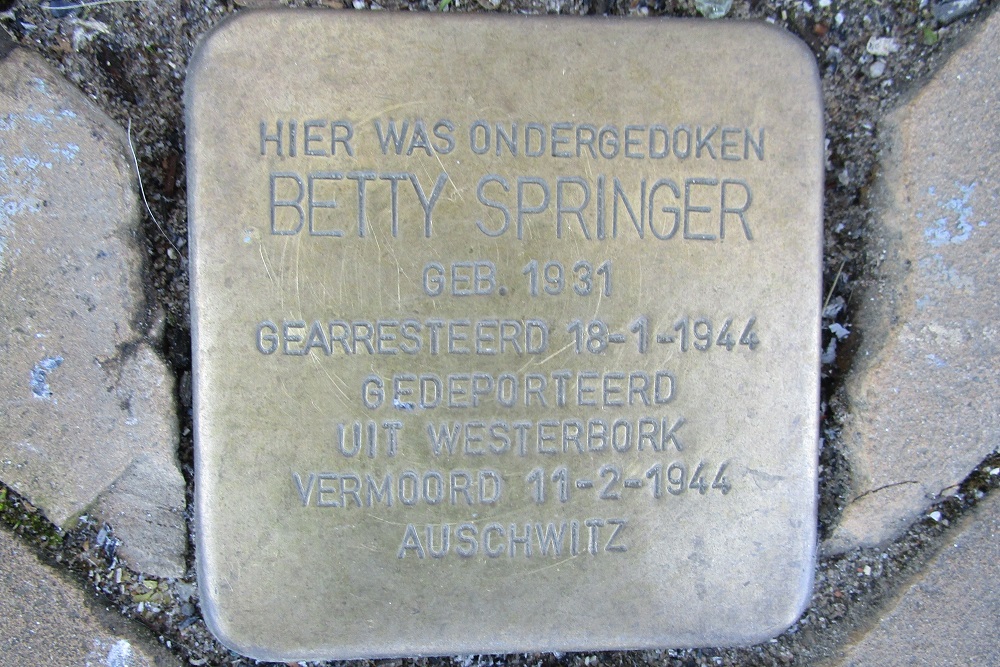 HIER WAS ONDERGEDOKEN
BETTY SPRINGER
GEB. 1931
GEARRESTEERD 18-1-1944
GEDEPORTEERD
UIT WESTERBORK
VERMOORD 11-2-1944
AUSCHWITZ